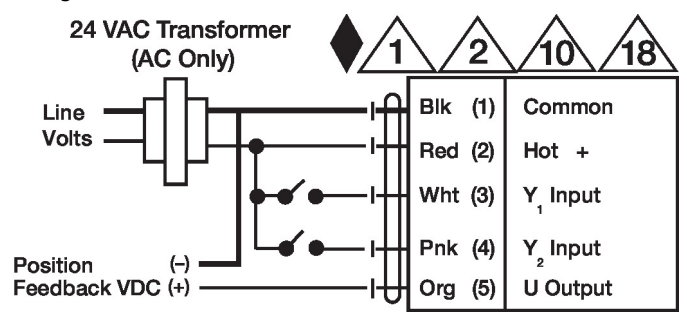 24 VAC Transformer
(AC Only)
1 2 10 18
Line
Volts
Blk (1) Common
Red (2) Hot +
Wht (3) Y1 Input
Pnk (4) Y2 Input
Org (5) U Output
Position (-)
Feedback VDC (+)